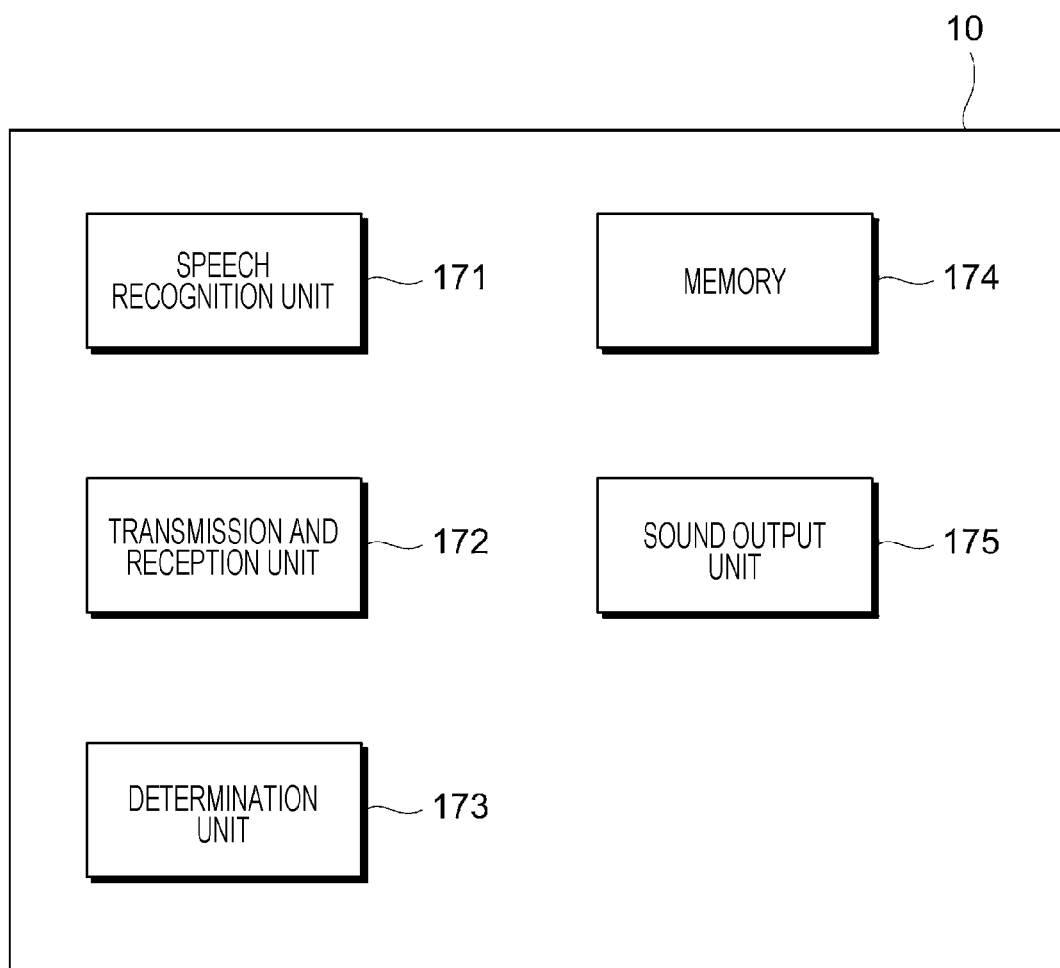 10
SPEECH
RECOGNITION UNIT
171
MEMORY
174
TRANSMISSION AND
RECEPTION UNIT
172
SOUND OUTPUT
UNIT
175
DETERMINATION
UNIT
173